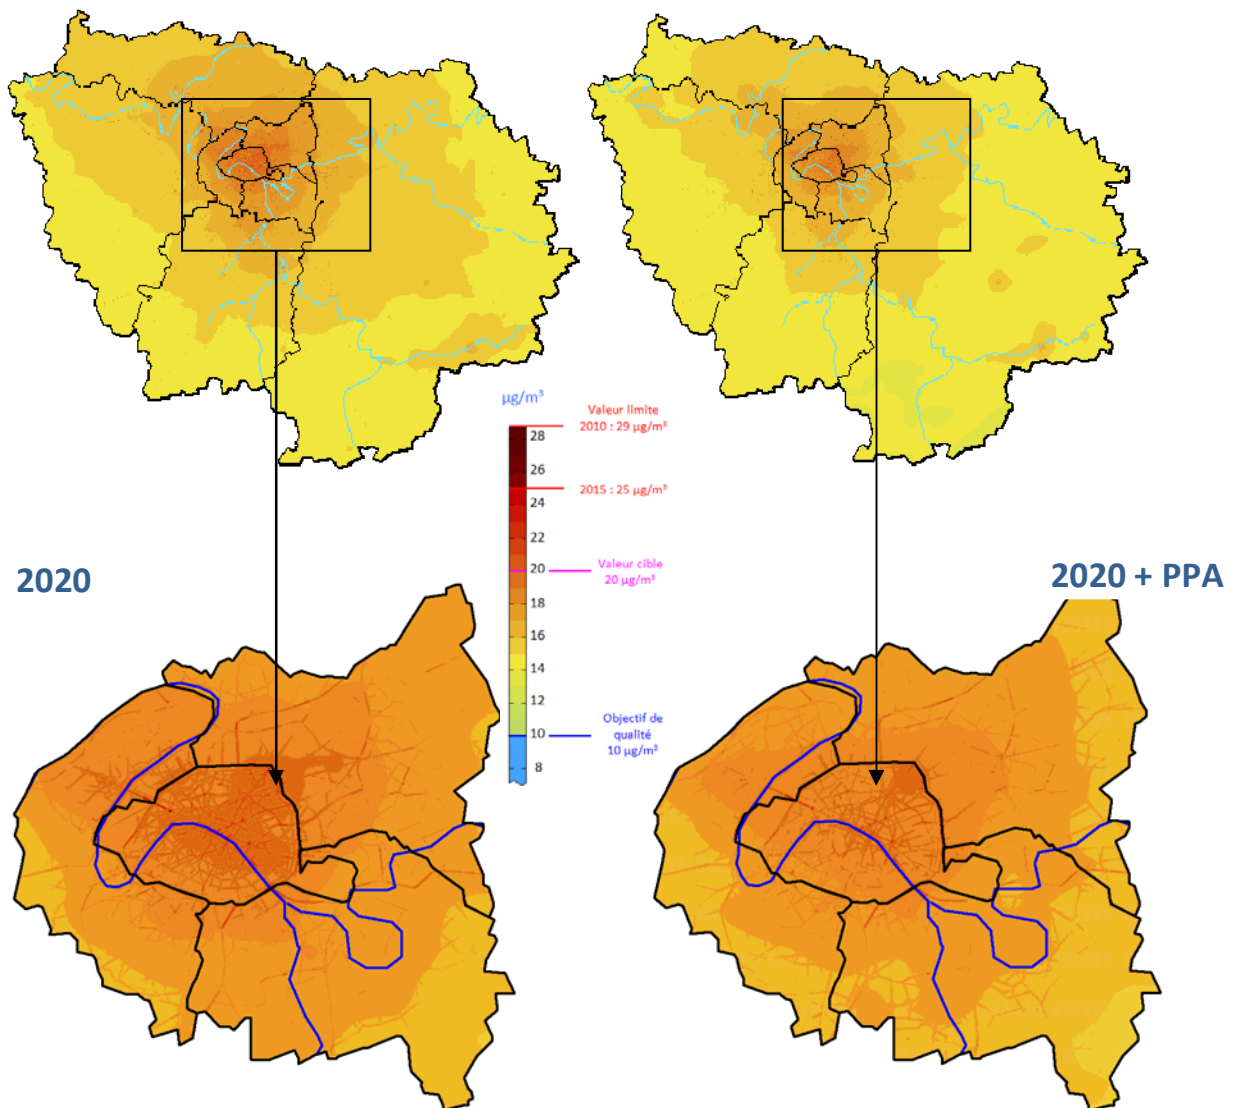 µg/m³
Valeur limite
2010 : 29 µg/m³
28
26
2015 : 25 µg/m³
24
22
Valeur cible
20 µg/m³
20
18
16
14
12
Objectif de
qualité
10 µg/m³
10
8
2020
2020 + PPA